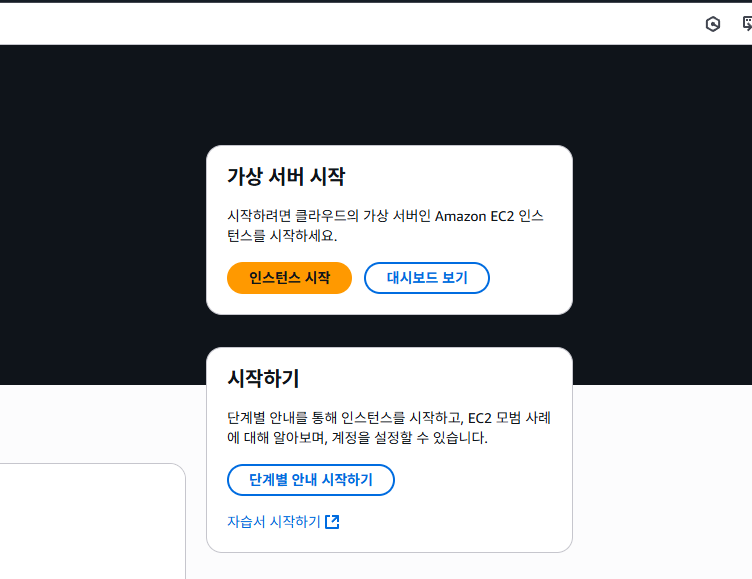 가상 서버 시작
시작하려면 클라우드의 가상 서버인 Amazon EC2 인스
턴스를 시작하세요.
인스턴스 시작
대시보드 보기
시작하기
단계별 안내를 통해 인스턴스를 시작하고, EC2 모범 사례
에 대해 알아보며, 계정을 설정할 수 있습니다.
단계별 안내 시작하기
자습서 시작하기